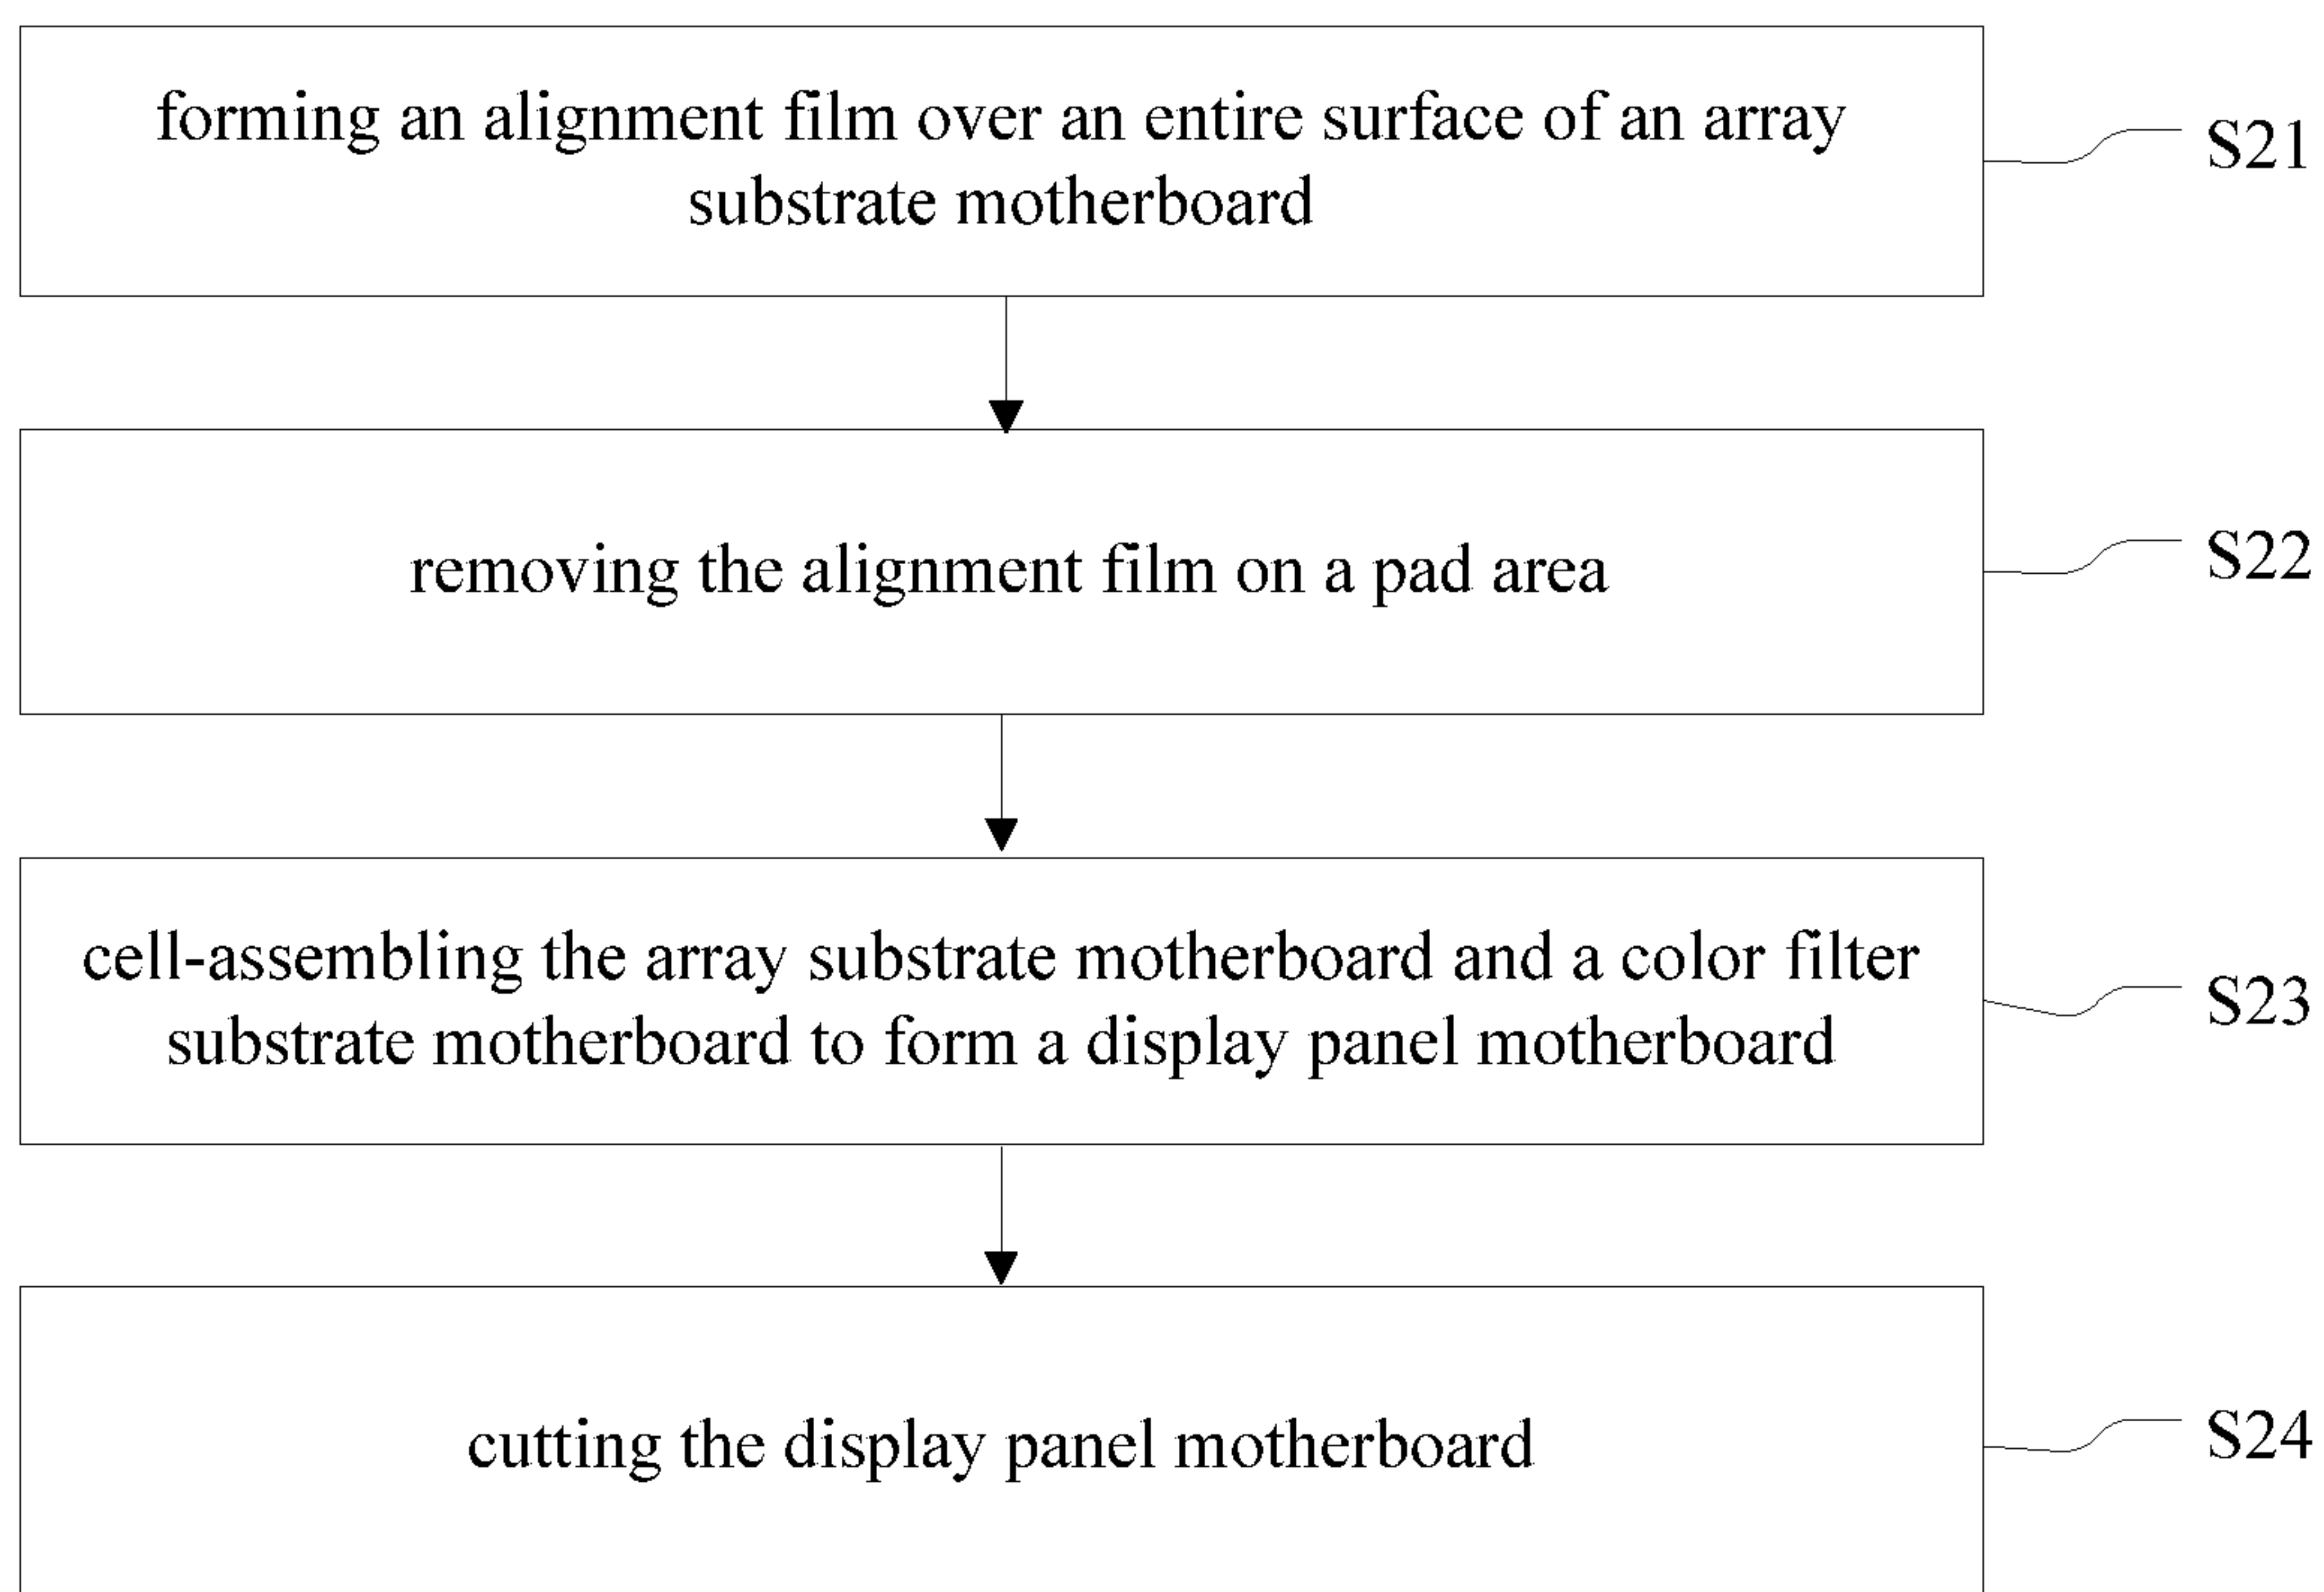 forming an alignment film over an entire surface of an array
substrate motherboard
S21
removing the alignment film on a pad area
S22
cell-assembling the array substrate motherboard and a color filter
substrate motherboard to form a display panel motherboard
S23
cutting the display panel motherboard
S24